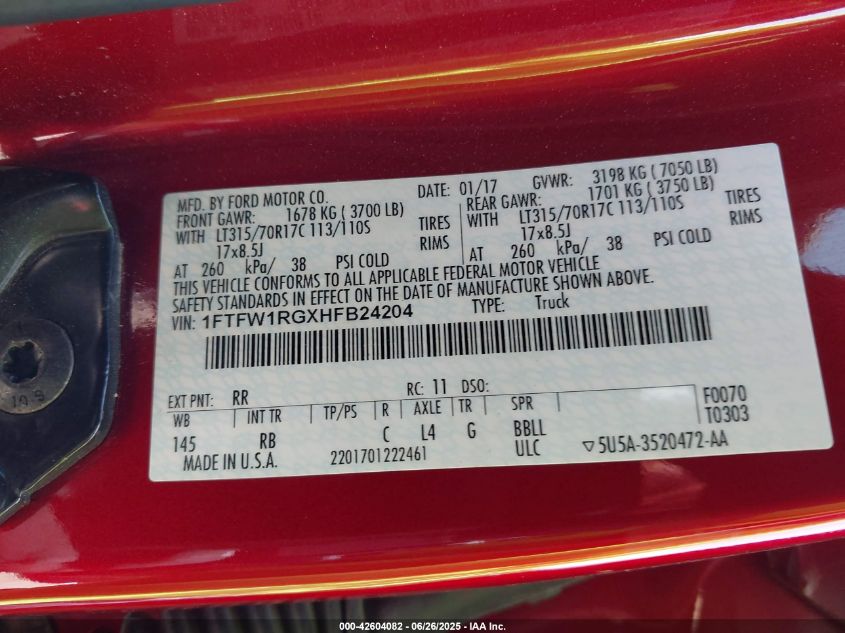 MFD. BY FORD MOTOR CO.
DATE: 01/17 GVWR: 3198 KG ( 7050 LB)
FRONT GAWR: 1678 KG ( 3700 LB)
WITH LT315/70R17C 113/110S TIRES
17x8.5J RIMS
AT 260 kPa/ 38 PSI COLD
REAR GAWR: 1701 KG ( 3750 LB)
WITH LT315/70R17C 113/110S TIRES
17x8.5J RIMS
AT 260 kPa/ 38 PSI COLD
THIS VEHICLE CONFORMS TO ALL APPLICABLE FEDERAL MOTOR VEHICLE
SAFETY STANDARDS IN EFFECT ON THE DATE OF MANUFACTURE SHOWN ABOVE.
VIN: 1FTFW1RGXHFB24204 TYPE: Truck
EXT PNT: RR RC: 11 DSO:
WB INT TR TP/PS R AXLE TR SPR F0070
T0303
145 RB C L4 G BBLL
ULC 5U5A-3520472-AA
MADE IN U.S.A. 2201701222461
10 9
000-42604082 - 06/26/2025 - IAA Inc.